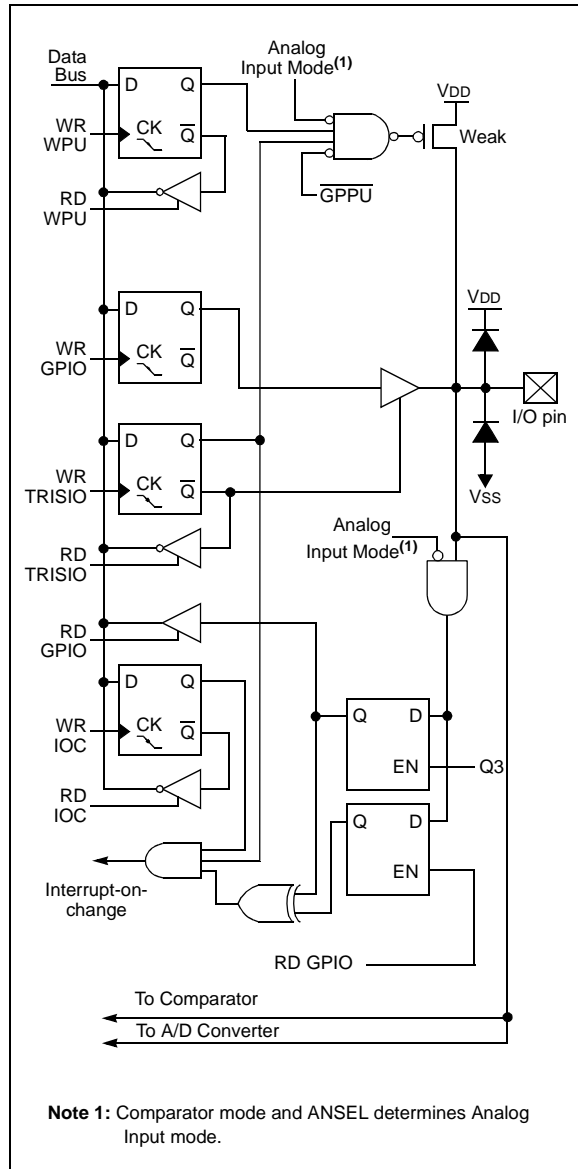 Data
Bus
D Q
WR
WPU
CK Q
RD
WPU
Analog
Input Mode(1)
VDD
Weak
GPPU
D Q
WR
GPIO
CK Q
VDD
I/O pin
VSS
D Q
WR
TRISIO
CK Q
RD
TRISIO
Analog
Input Mode(1)
RD
GPIO
D Q
WR
IOC
CK Q
RD
IOC
Q D
EN
Q3
Q D
EN
Interrupt-on-
change
RD GPIO
To Comparator
To A/D Converter
Note 1: Comparator mode and ANSEL determines Analog
Input mode.